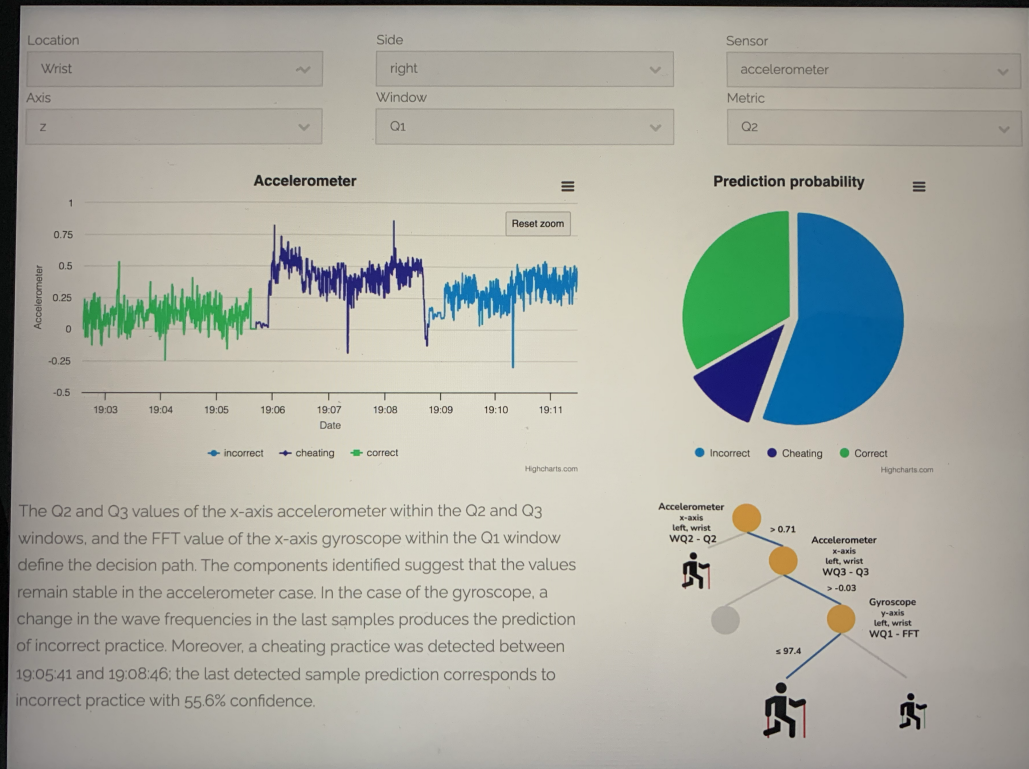 Location
Side
Sensor
Wrist
right
accelerometer
Axis
Window
Metric
z
Q1
Q2
Accelerometer
Prediction probability
1
Reset zoom
0.75
0.5
0.25
0
-0.25
-0.5
Accelerometer
19:03 19:04 19:05 19:06 19:07 19:08 19:09 19:10 19:11
Date
incorrect cheating correct
Highcharts.com
Incorrect Cheating Correct
Highcharts.com
The Q2 and Q3 values of the x-axis accelerometer within the Q2 and Q3
windows, and the FFT value of the x-axis gyroscope within the Q1 window
define the decision path. The components identified suggest that the values
remain stable in the accelerometer case. In the case of the gyroscope, a
change in the wave frequencies in the last samples produces the prediction
of incorrect practice. Moreover, a cheating practice was detected between
19:05:41 and 19:08:46; the last detected sample prediction corresponds to
incorrect practice with 55.6% confidence.
Accelerometer
x-axis
left, wrist
WQ2 - Q2
> 0.71
Accelerometer
x-axis
left, wrist
WQ3 - Q3
> -0.03
Gyroscope
y-axis
left, wrist
WQ1 - FFT
≤ 97.4